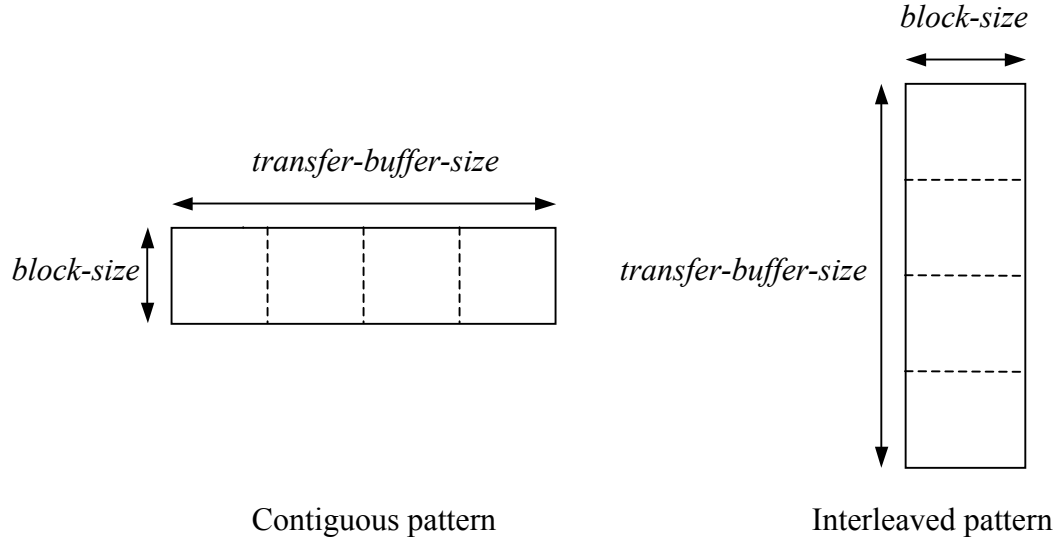 block-size
transfer-buffer-size
block-size
transfer-buffer-size
Contiguous pattern
Interleaved pattern